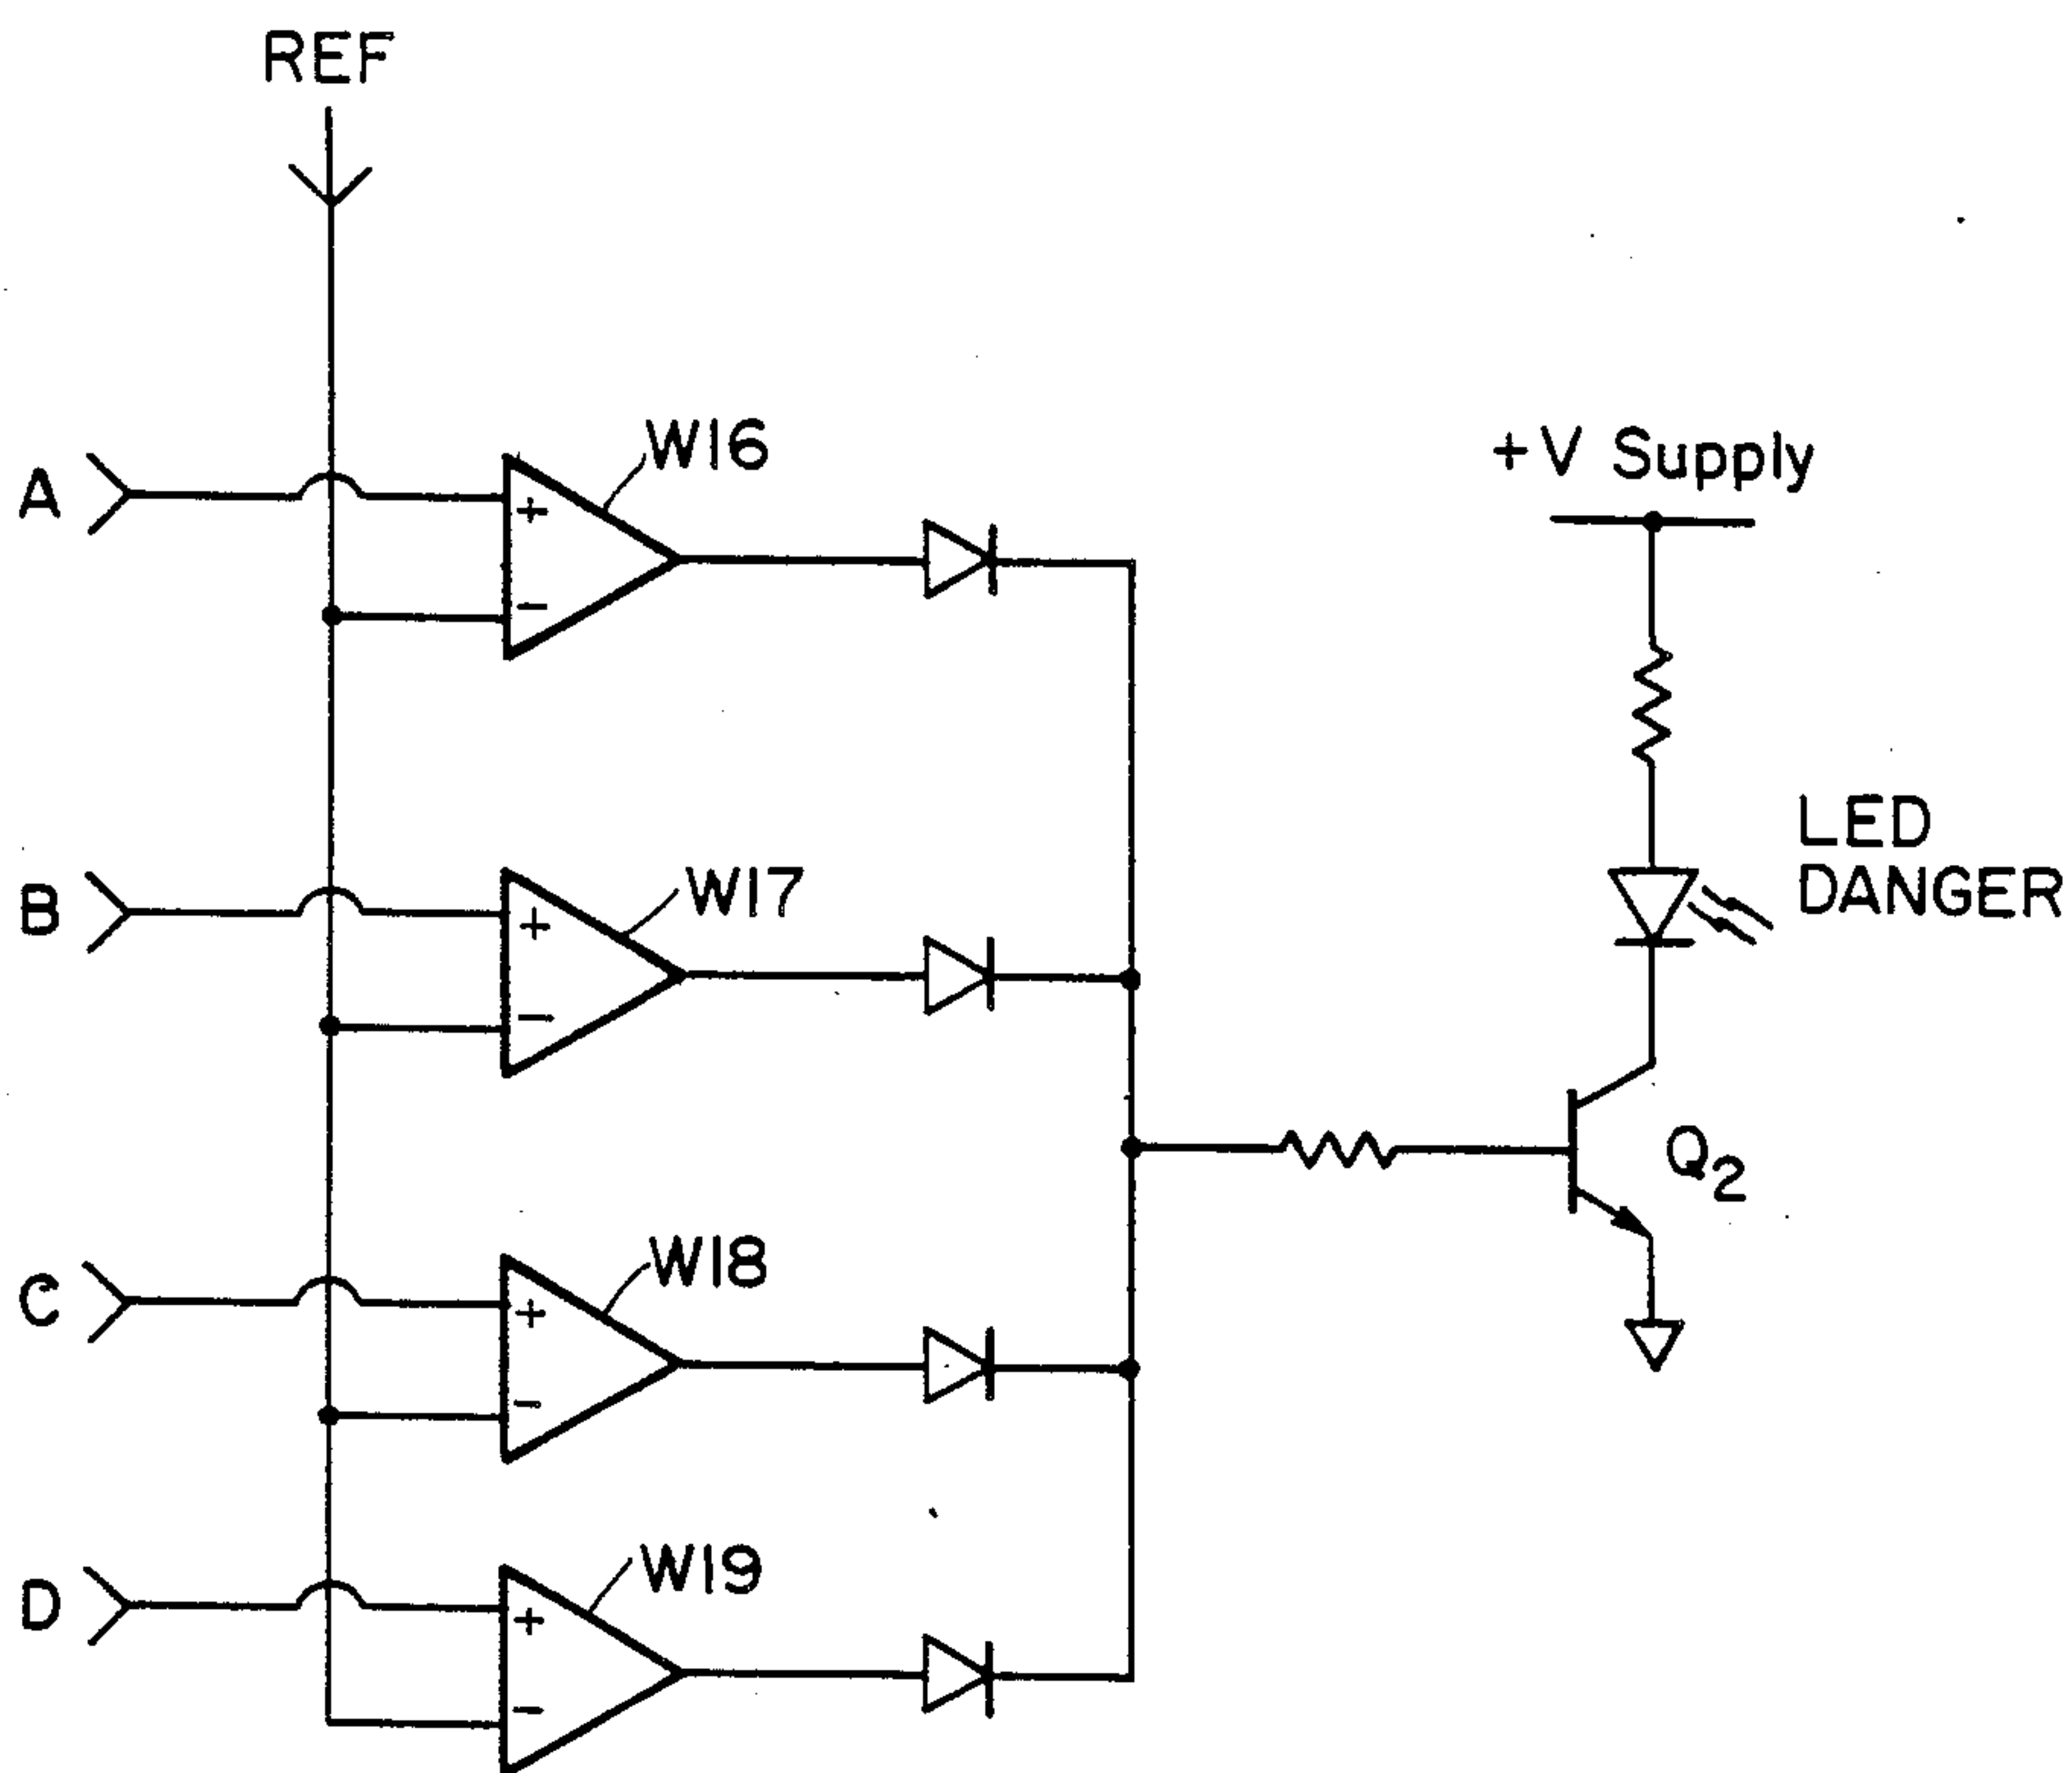 REF
A
+
−
W16
B
+
−
W17
C
+
−
W18
D
+
−
W19
+V Supply
LED
DANGER
Q2